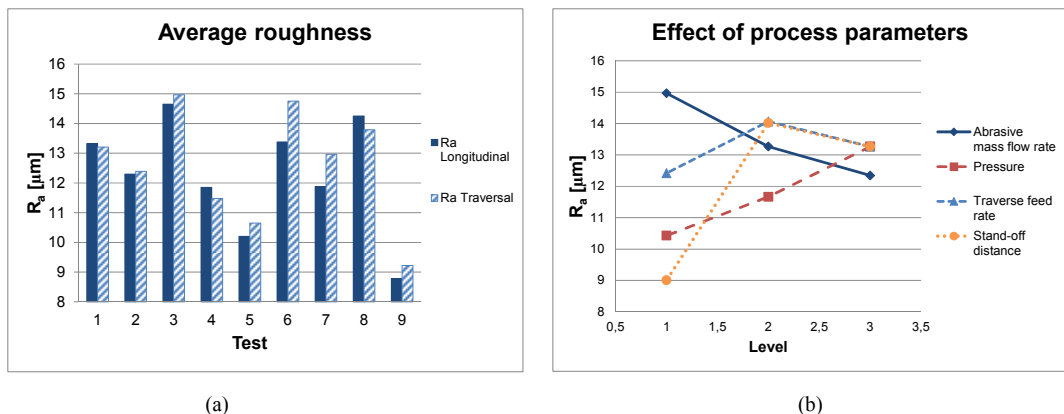 Average roughness
16
15
14
13
12
11
10
9
8
Ra [µm]
1 2 3 4 5 6 7 8 9
Test
Ra
Longitudinal
Ra Traversal
(a)
Effect of process parameters
16
15
14
13
12
11
10
9
8
Ra [µm]
0,5 1 1,5 2 2,5 3 3,5
Level
Abrasive
mass flow rate
Pressure
Traverse feed
rate
Stand-off
distance
(b)